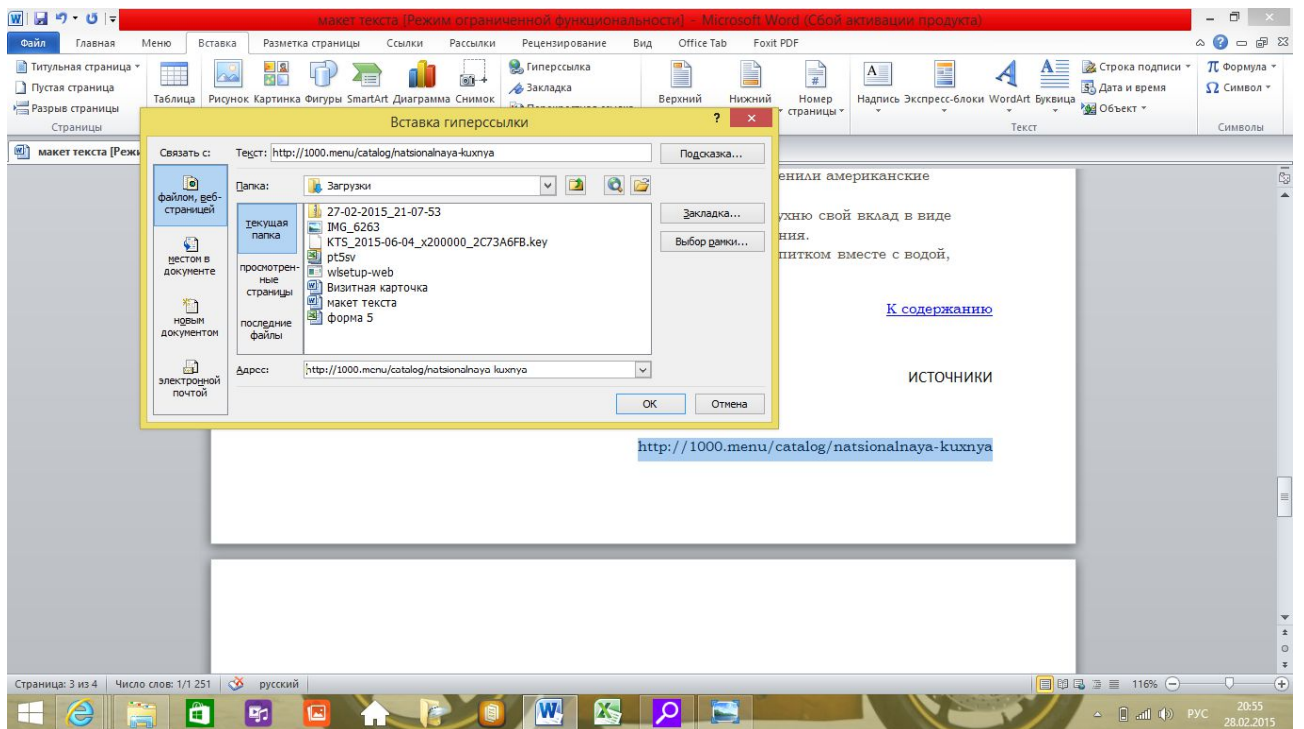 макет текста [Режим ограниченной функциональности] - Microsoft Word (Сбой активации продукта)
Файл Главная Меню Вставка Разметка страницы Ссылки Рассылки Рецензирование Вид Office Tab Foxit PDF
Титульная страница
Пустая страница
Разрыв страницы
Страницы
Таблица Рисунок Картинка Фигуры SmartArt Диаграмма Снимок
Гиперссылка
Закладка
Верхний Нижний Номер страницы
Надпись Экспресс-блоки WordArt Буквица
Строка подписи
Дата и время
Объект
Текст
π Формула
Ω Символ
Символы
макет текста [Режи
Вставка гиперссылки
Связать с:
Текст: http://1000.menu/catalog/natsionalnaya-kuxnya
Подсказка...
файлом, веб-страницей
местом в документе
новым документом
электронной почтой
Папка: Загрузки
текущая папка
просмотрен-ные страницы
последние файлы
27-02-2015_21-07-53
IMG_6263
KTS_2015-06-04_x200000_2C73A6FB.key
pt5sv
wlsetup-web
Визитная карточка
макет текста
форма 5
Закладка...
Выбор рамки...
Адрес: http://1000.menu/catalog/natsionalnaya kuxnya
ОК Отмена
енили американские
ухню свой вклад в виде
ния.
питком вместе с водой,
К содержанию
ИСТОЧНИКИ
http://1000.menu/catalog/natsionalnaya-kuxnya
Страница: 3 из 4 Число слов: 1/1 251 русский 116%
РУС 20:55
28.02.2015